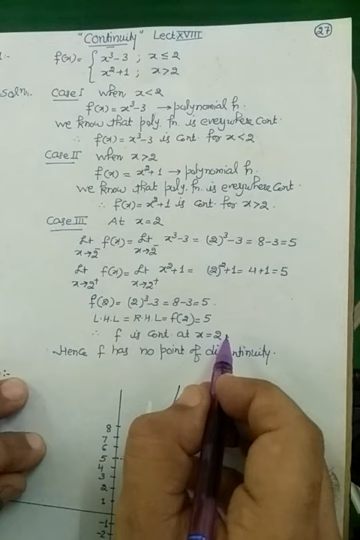 "Continuity" Lect XVIII
27
f(x) = { x³-3 ; x ≤ 2
x²+1 ; x > 2
Soln. Case I When x < 2
f(x) = x³-3 → polynomial fn.
We know that poly. fn. is everywhere cont.
∴ f(x) = x³-3 is cont for x < 2
Case II When x > 2
f(x) = x²+1 → polynomial fn.
We know that poly. fn. is everywhere cont.
∴ f(x) = x²+1 is cont. for x > 2.
Case III At x = 2
Lt x→2⁻ f(x) = Lt x→2⁻ x³-3 = (2)³-3 = 8-3 = 5
Lt x→2⁺ f(x) = Lt x→2⁺ x²+1 = (2)²+1 = 4+1 = 5
f(2) = (2)³-3 = 8-3 = 5.
L.H.L = R.H.L = f(2) = 5
∴ f is cont at x = 2.
Hence f has no point of discontinuity.
8
7
6
5
4
3
2
1
-1
-2